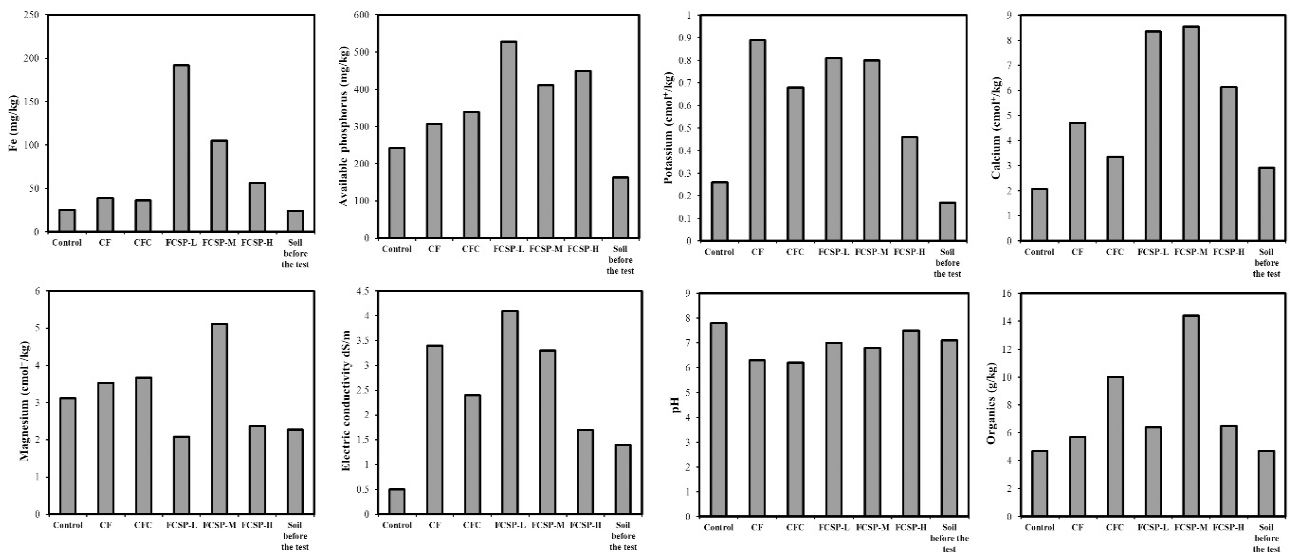 Fe (mg/kg)
250
200
150
100
50
0
Control CF CFC FCSP-L FCSP-M FCSP-H Soil
before
the test
Available phosphorus (mg/kg)
600
500
400
300
200
100
0
Control CF CFC FCSP-L FCSP-M FCSP-H Soil
before
the test
Potassium (cmol⁺/kg)
1
0.9
0.8
0.7
0.6
0.5
0.4
0.3
0.2
0.1
0
Control CF CFC FCSP-L FCSP-M FCSP-H Soil
before
the test
Calcium (cmol⁺/kg)
9
8
7
6
5
4
3
2
1
0
Control CF CFC FCSP-L FCSP-M FCSP-H Soil
before
the test
Magnesium (cmol⁻/kg)
6
5
4
3
2
1
0
Control CF CFC FCSP-L FCSP-M FCSP-H Soil
before
the test
Electric conductivity dS/m
4.5
4
3.5
3
2.5
2
1.5
1
0.5
0
Control CF CFC FCSP-L FCSP-M FCSP-H Soil
before
the test
pH
9
8
7
6
5
4
3
2
1
0
Control CF CFC FCSP-L FCSP-M FCSP-H Soil
before the
test
Organics (g/kg)
16
14
12
10
8
6
4
2
0
Control CF CFC FCSP-L FCSP-M FCSP-H Soil
before
the test